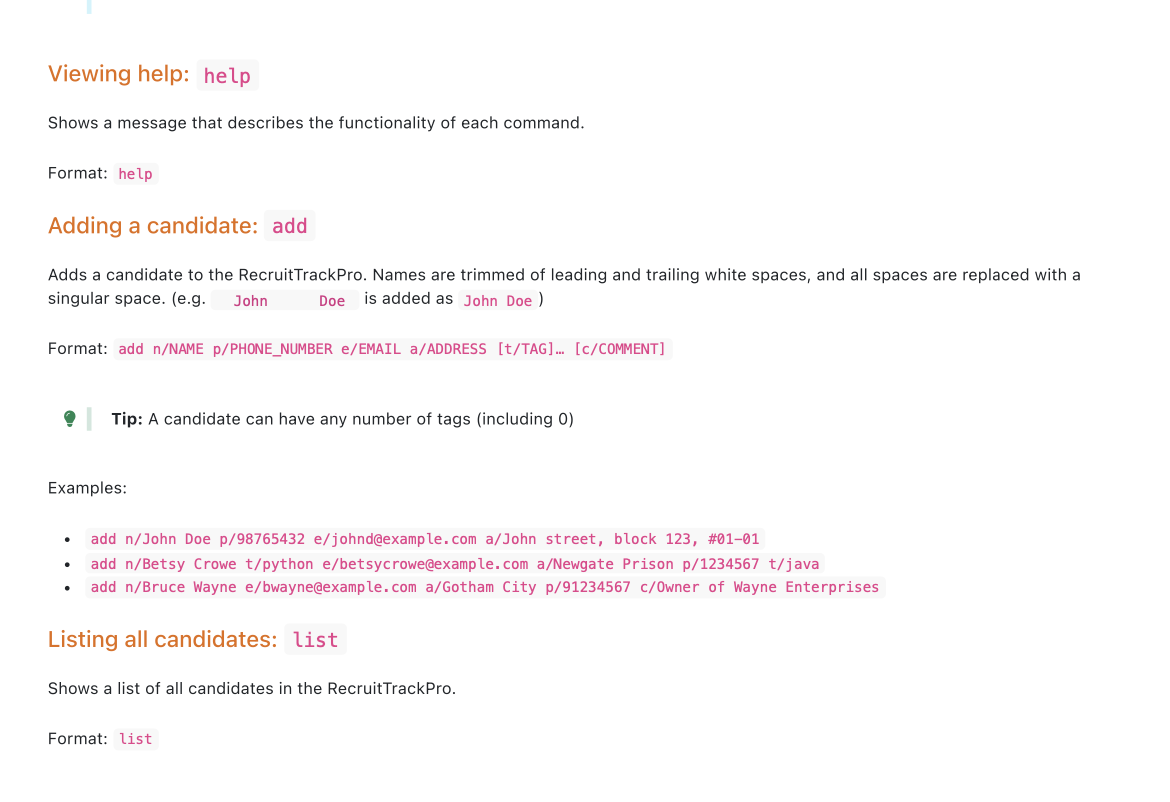 Viewing help: help
Shows a message that describes the functionality of each command.
Format: help
Adding a candidate: add
Adds a candidate to the RecruitTrackPro. Names are trimmed of leading and trailing white spaces, and all spaces are replaced with a
singular space. (e.g.   John      Doe  is added as John Doe )
Format: add n/NAME p/PHONE_NUMBER e/EMAIL a/ADDRESS [t/TAG]… [c/COMMENT]
Tip: A candidate can have any number of tags (including 0)
Examples:
• add n/John Doe p/98765432 e/johnd@example.com a/John street, block 123, #01-01
• add n/Betsy Crowe t/python e/betsycrowe@example.com a/Newgate Prison p/1234567 t/java
• add n/Bruce Wayne e/bwayne@example.com a/Gotham City p/91234567 c/Owner of Wayne Enterprises
Listing all candidates: list
Shows a list of all candidates in the RecruitTrackPro.
Format: list